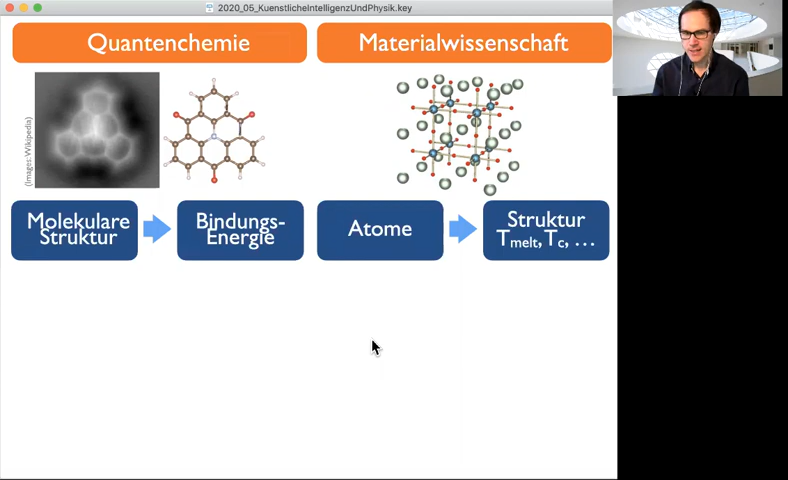 2020_05_KuenstlicheIntelligenzUndPhysik.key
Quantenchemie
Materialwissenschaft
(Images: Wikipedia)
Molekulare
Struktur
Bindungs-
Energie
Atome
Struktur
Tmelt, Tc, ...